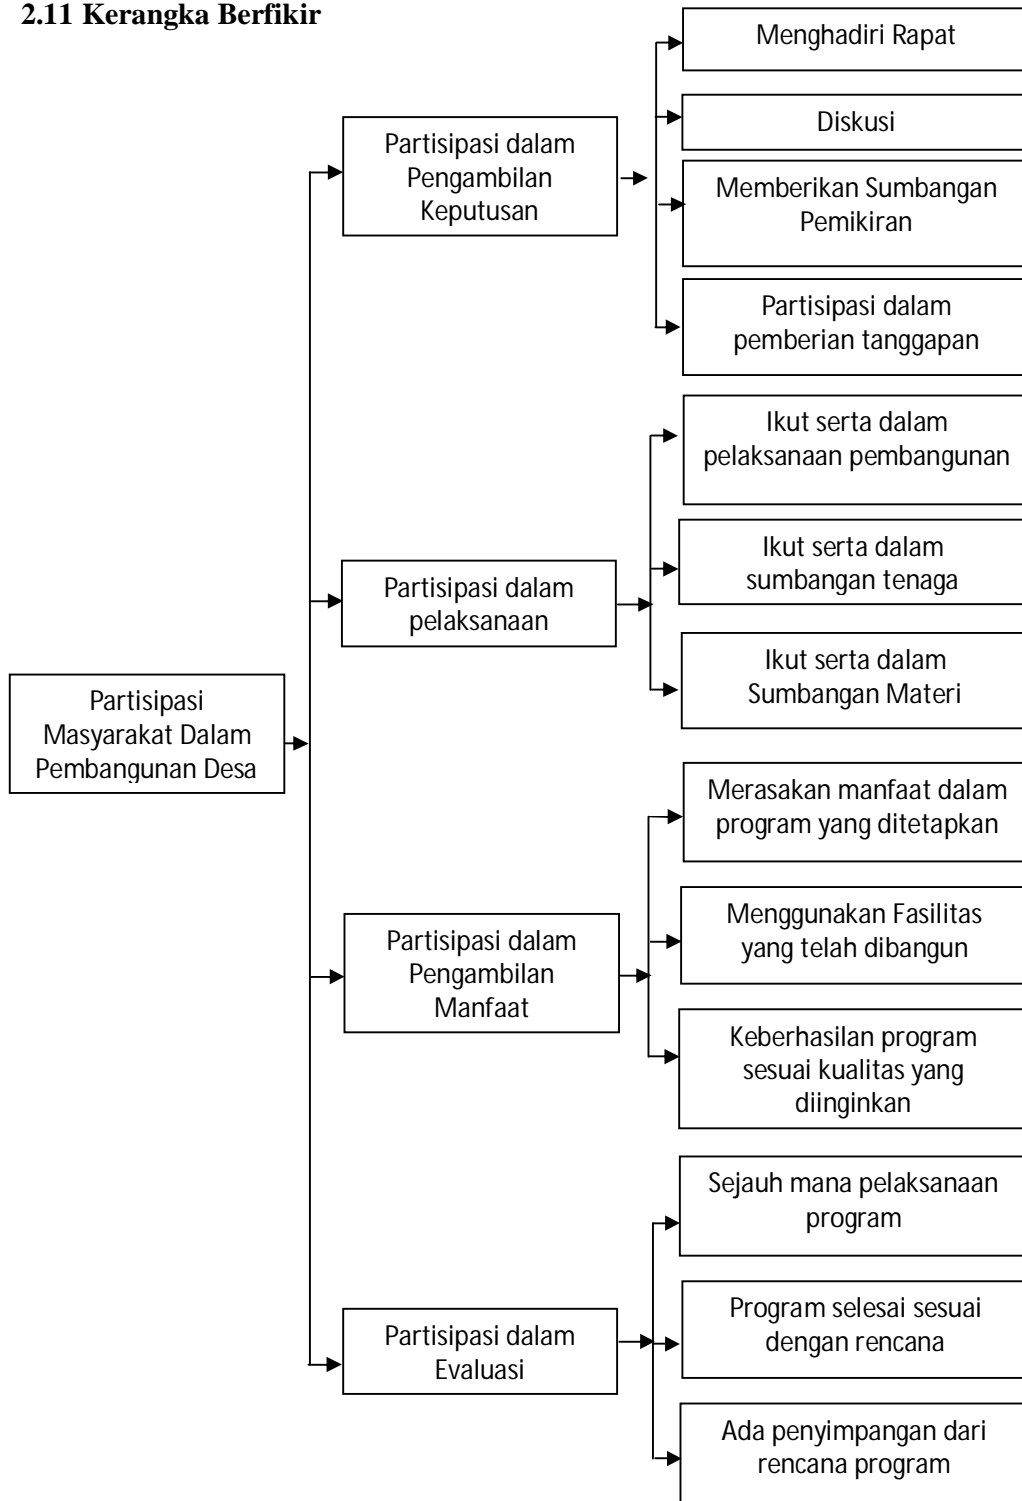 2.11 Kerangka Berfikir
Menghadiri Rapat
Diskusi
Partisipasi dalam
Pengambilan
Keputusan
Memberikan Sumbangan
Pemikiran
Partisipasi dalam
pemberian tanggapan
Ikut serta dalam
pelaksanaan pembangunan
Ikut serta dalam
sumbangan tenaga
Partisipasi dalam
pelaksanaan
Ikut serta dalam
Sumbangan Materi
Partisipasi
Masyarakat Dalam
Pembangunan Desa
Merasakan manfaat dalam
program yang ditetapkan
Menggunakan Fasilitas
yang telah dibangun
Partisipasi dalam
Pengambilan
Manfaat
Keberhasilan program
sesuai kualitas yang
diinginkan
Sejauh mana pelaksanaan
program
Program selesai sesuai
dengan rencana
Partisipasi dalam
Evaluasi
Ada penyimpangan dari
rencana program